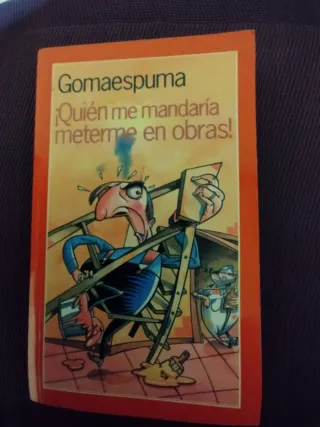 Gomaespuma
¡Quién me mandaría
meterme en obras!